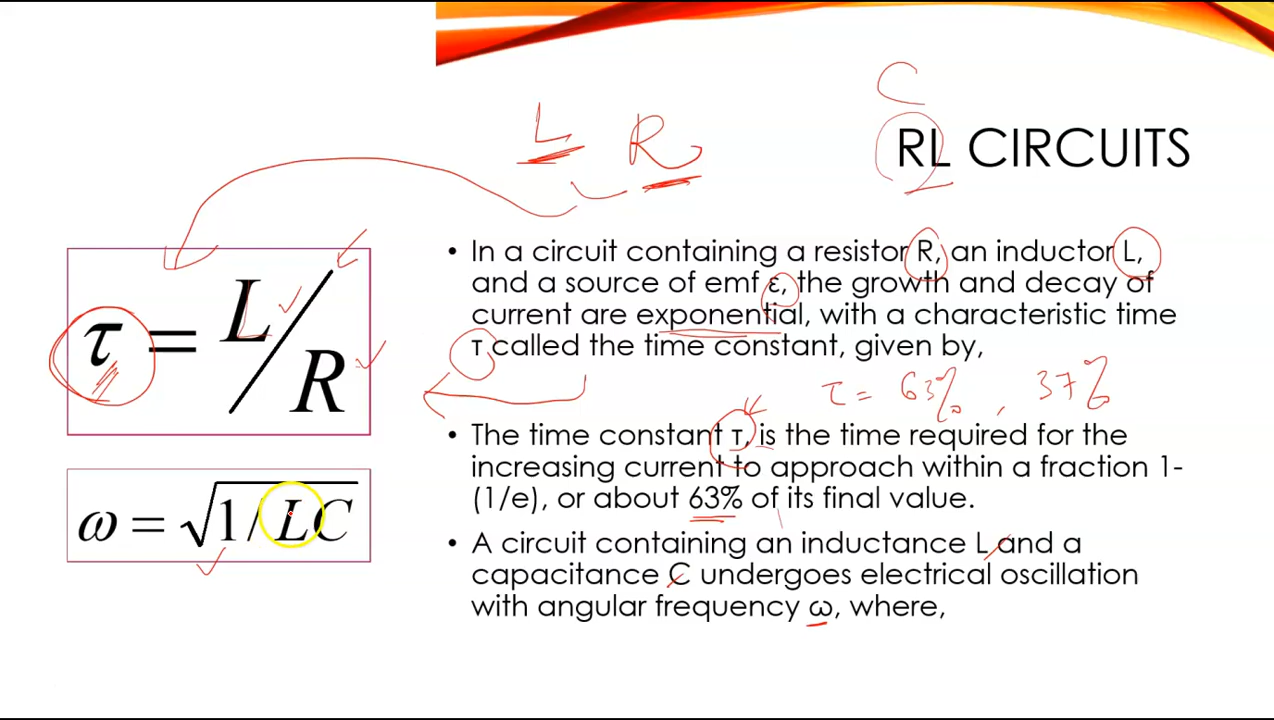 C
L R
RL CIRCUITS
τ = L/R
ω = √1/LC
• In a circuit containing a resistor R, an inductor L,
and a source of emf ε, the growth and decay of
current are exponential, with a characteristic time
τ called the time constant, given by,
τ = 63%, 37%
• The time constant τ, is the time required for the
increasing current to approach within a fraction 1-
(1/e), or about 63% of its final value.
• A circuit containing an inductance L and a
capacitance C undergoes electrical oscillation
with angular frequency ω, where,